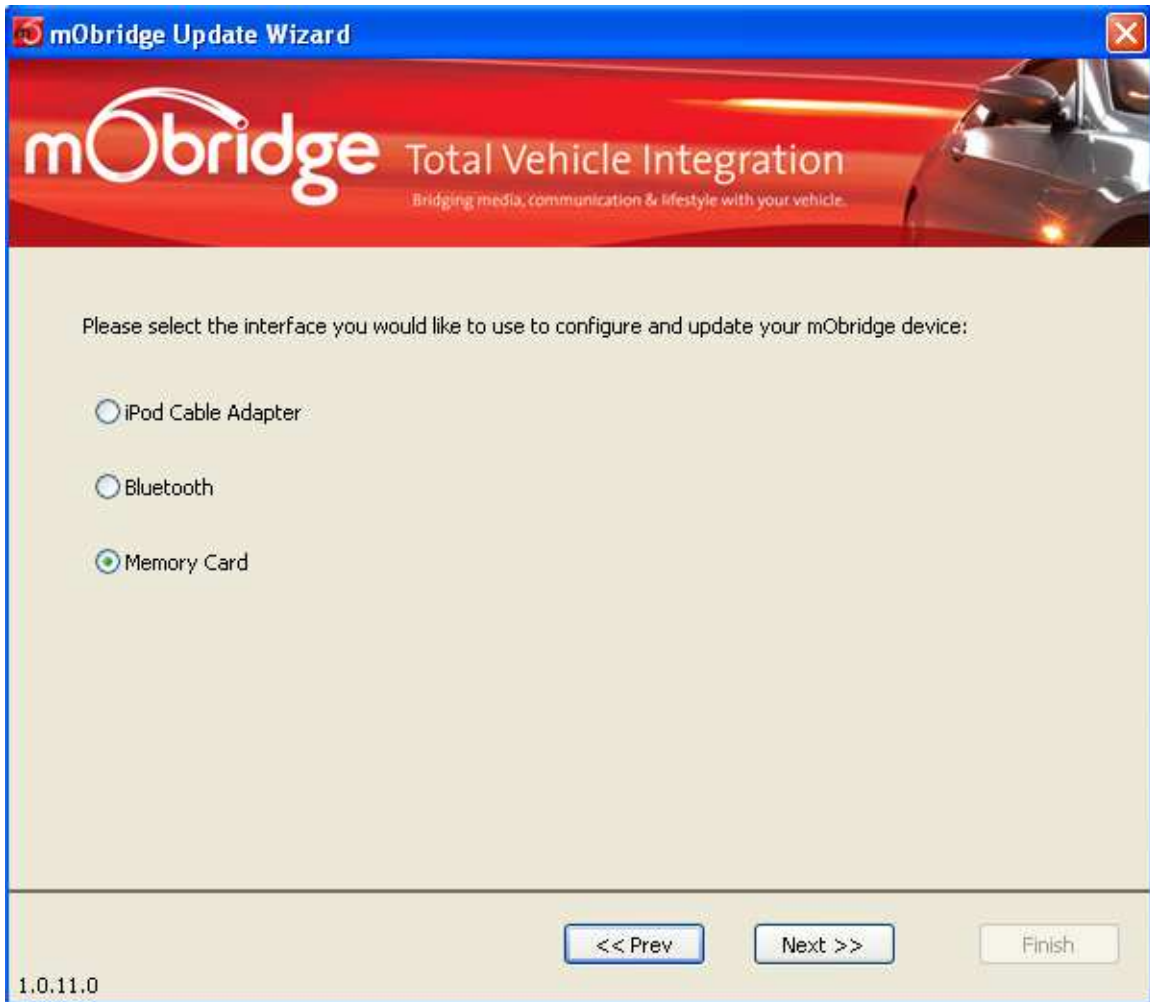 mObridge Update Wizard
mObridge
Total Vehicle Integration
Bridging media, communication & lifestyle with your vehicle.
Please select the interface you would like to use to configure and update your mObridge device:
iPod Cable Adapter
Bluetooth
Memory Card
<< Prev
Next >>
Finish
1.0.11.0